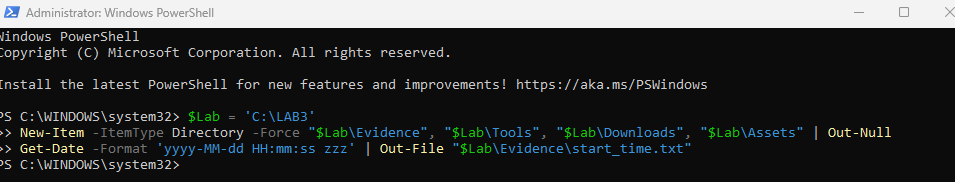 Administrator: Windows PowerShell
Windows PowerShell
Copyright (C) Microsoft Corporation. All rights reserved.
Install the latest PowerShell for new features and improvements! https://aka.ms/PSWindows
PS C:\WINDOWS\system32> $Lab = 'C:\LAB3'
>> New-Item -ItemType Directory -Force "$Lab\Evidence", "$Lab\Tools", "$Lab\Downloads", "$Lab\Assets" | Out-Null
>> Get-Date -Format 'yyyy-MM-dd HH:mm:ss zzz' | Out-File "$Lab\Evidence\start_time.txt"
PS C:\WINDOWS\system32>